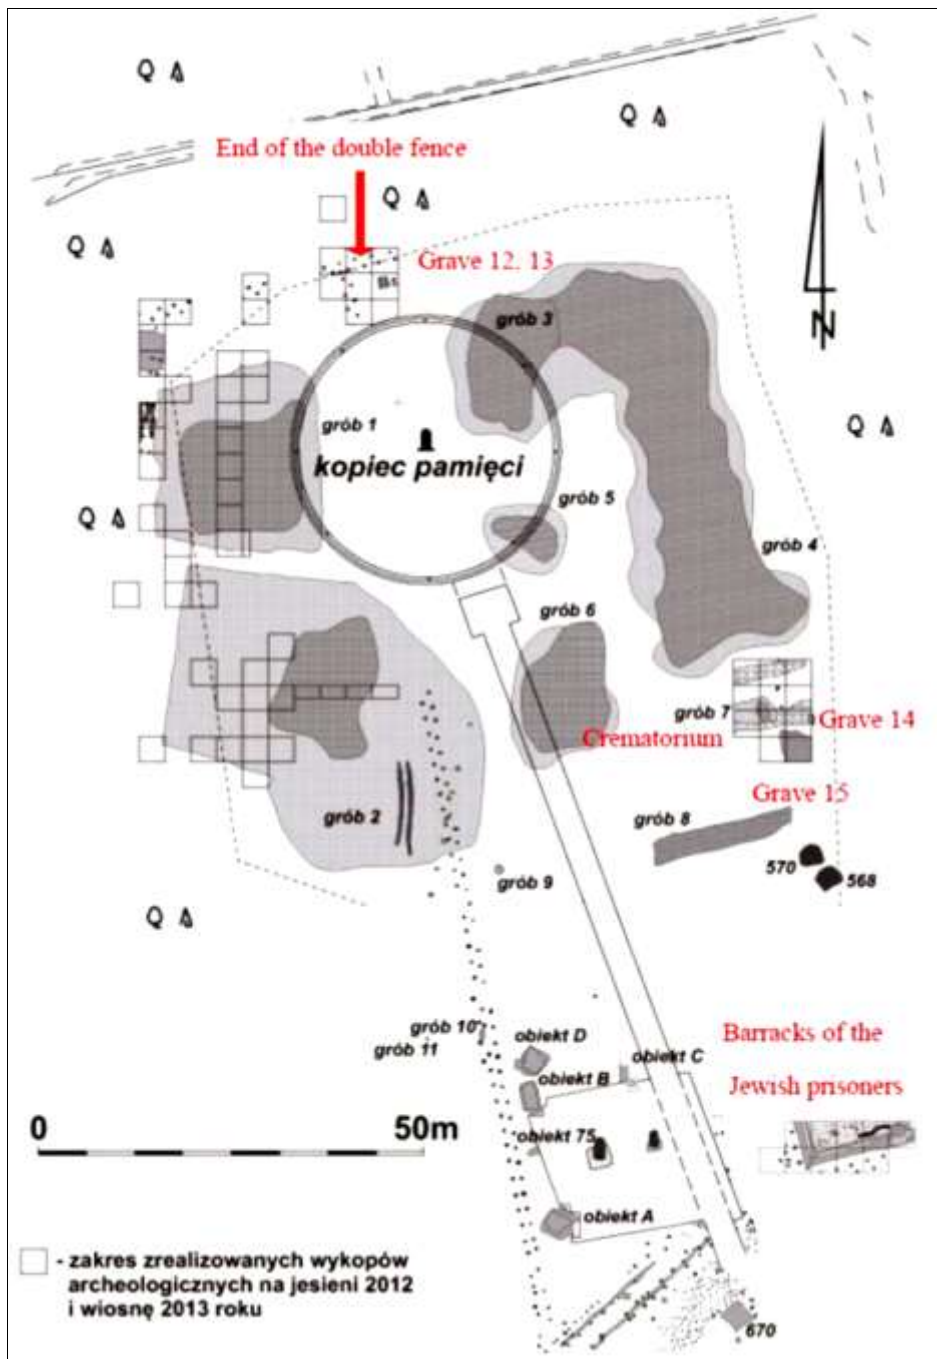 Q
Q
End of the double fence
Q
Q
Grave 12, 13
grób 3
N
grób 1
kopiec pamięci
Q
Q
grób 5
grób 4
grób 6
grób 7
Grave 14
Crematorium
Grave 15
grób 2
grób 8
570
568
grób 9
Q
grób 10
grób 11
obiekt D
obiekt C
obiekt B
Barracks of the
Jewish prisoners
0 50m
obiekt 75
obiekt A
- zakres zrealizowanych wykopów
archeologicznych na jesieni 2012
i wiosnę 2013 roku
670